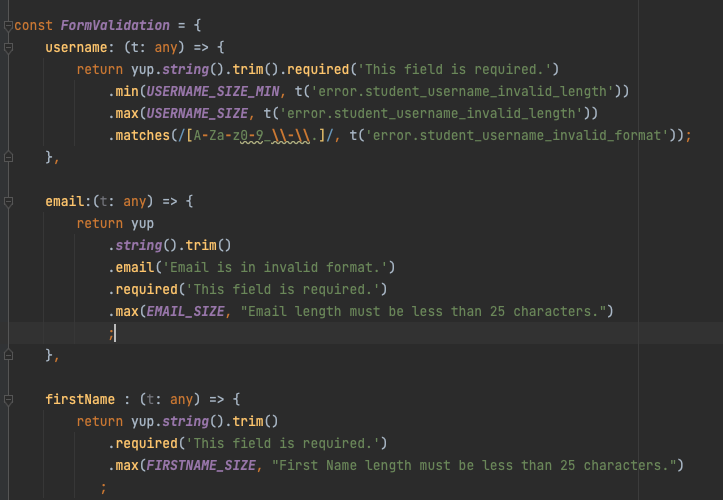 const FormValidation = {
    username: (t: any) => {
        return yup.string().trim().required('This field is required.')
            .min(USERNAME_SIZE_MIN, t('error.student_username_invalid_length'))
            .max(USERNAME_SIZE, t('error.student_username_invalid_length'))
            .matches(/[A-Za-z0-9_\\-\\.]/, t('error.student_username_invalid_format'));
    },
    email:(t: any) => {
        return yup
            .string().trim()
            .email('Email is in invalid format.')
            .required('This field is required.')
            .max(EMAIL_SIZE, "Email length must be less than 25 characters.")
            ;
    },
    firstName : (t: any) => {
        return yup.string().trim()
            .required('This field is required.')
            .max(FIRSTNAME_SIZE, "First Name length must be less than 25 characters.")
           ;